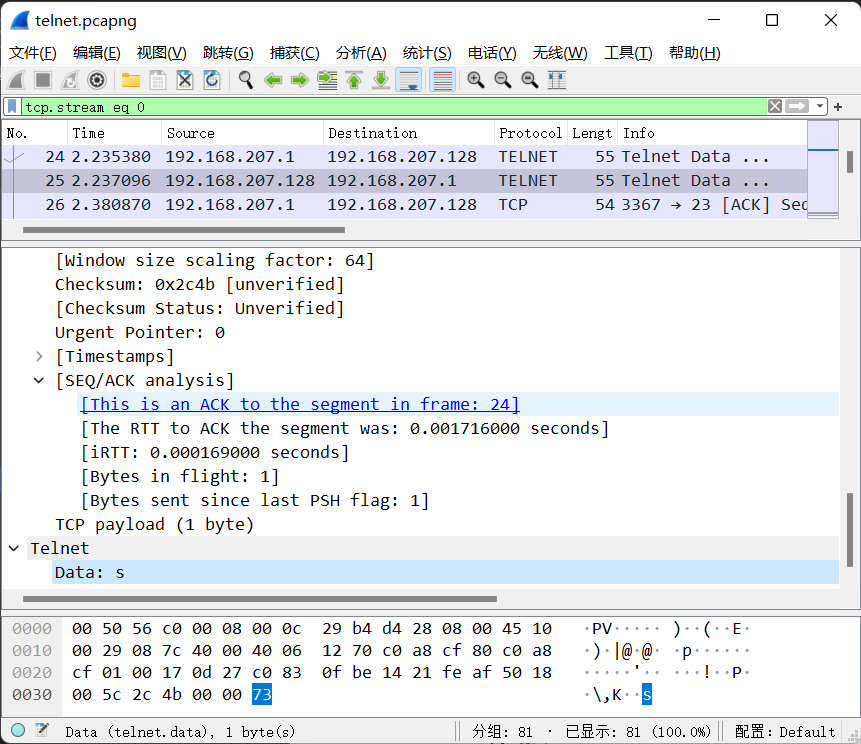 telnet.pcapng
文件(F) 编辑(E) 视图(V) 跳转(G) 捕获(C) 分析(A) 统计(S) 电话(Y) 无线(W) 工具(T) 帮助(H)
tcp.stream eq 0
No. Time Source Destination Protocol Lengt Info
24 2.235380 192.168.207.1 192.168.207.128 TELNET 55 Telnet Data ...
25 2.237096 192.168.207.128 192.168.207.1 TELNET 55 Telnet Data ...
26 2.380870 192.168.207.1 192.168.207.128 TCP 54 3367 → 23 [ACK] Sec
[Window size scaling factor: 64]
Checksum: 0x2c4b [unverified]
[Checksum Status: Unverified]
Urgent Pointer: 0
[Timestamps]
[SEQ/ACK analysis]
[This is an ACK to the segment in frame: 24]
[The RTT to ACK the segment was: 0.001716000 seconds]
[iRTT: 0.000169000 seconds]
[Bytes in flight: 1]
[Bytes sent since last PSH flag: 1]
TCP payload (1 byte)
Telnet
Data: s
0000 00 50 56 c0 00 08 00 0c 29 b4 d4 28 08 00 45 10 ·PV····· )··(··E·
0010 00 29 08 7c 40 00 40 06 12 70 c0 a8 cf 80 c0 a8 ·)·|@·@· ·p······
0020 cf 01 00 17 0d 27 c0 83 0f be 14 21 fe af 50 18 ·····'·· ···!··P·
0030 00 5c 2c 4b 00 00 73 ·\,K··s
Data (telnet.data), 1 byte(s) 分组: 81 · 已显示: 81 (100.0%) 配置: Default